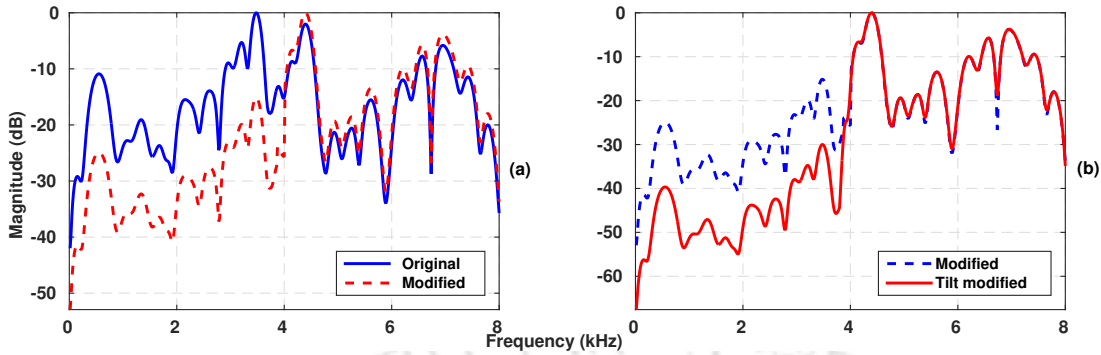 0
-10
-20
-30
-40
-50
Magnitude (dB)
0 2 4 6 8
Original
Modified
(a)
0
-10
-20
-30
-40
-50
-60
0 2 4 6 8
Modified
Tilt modified
(b)
Frequency (kHz)